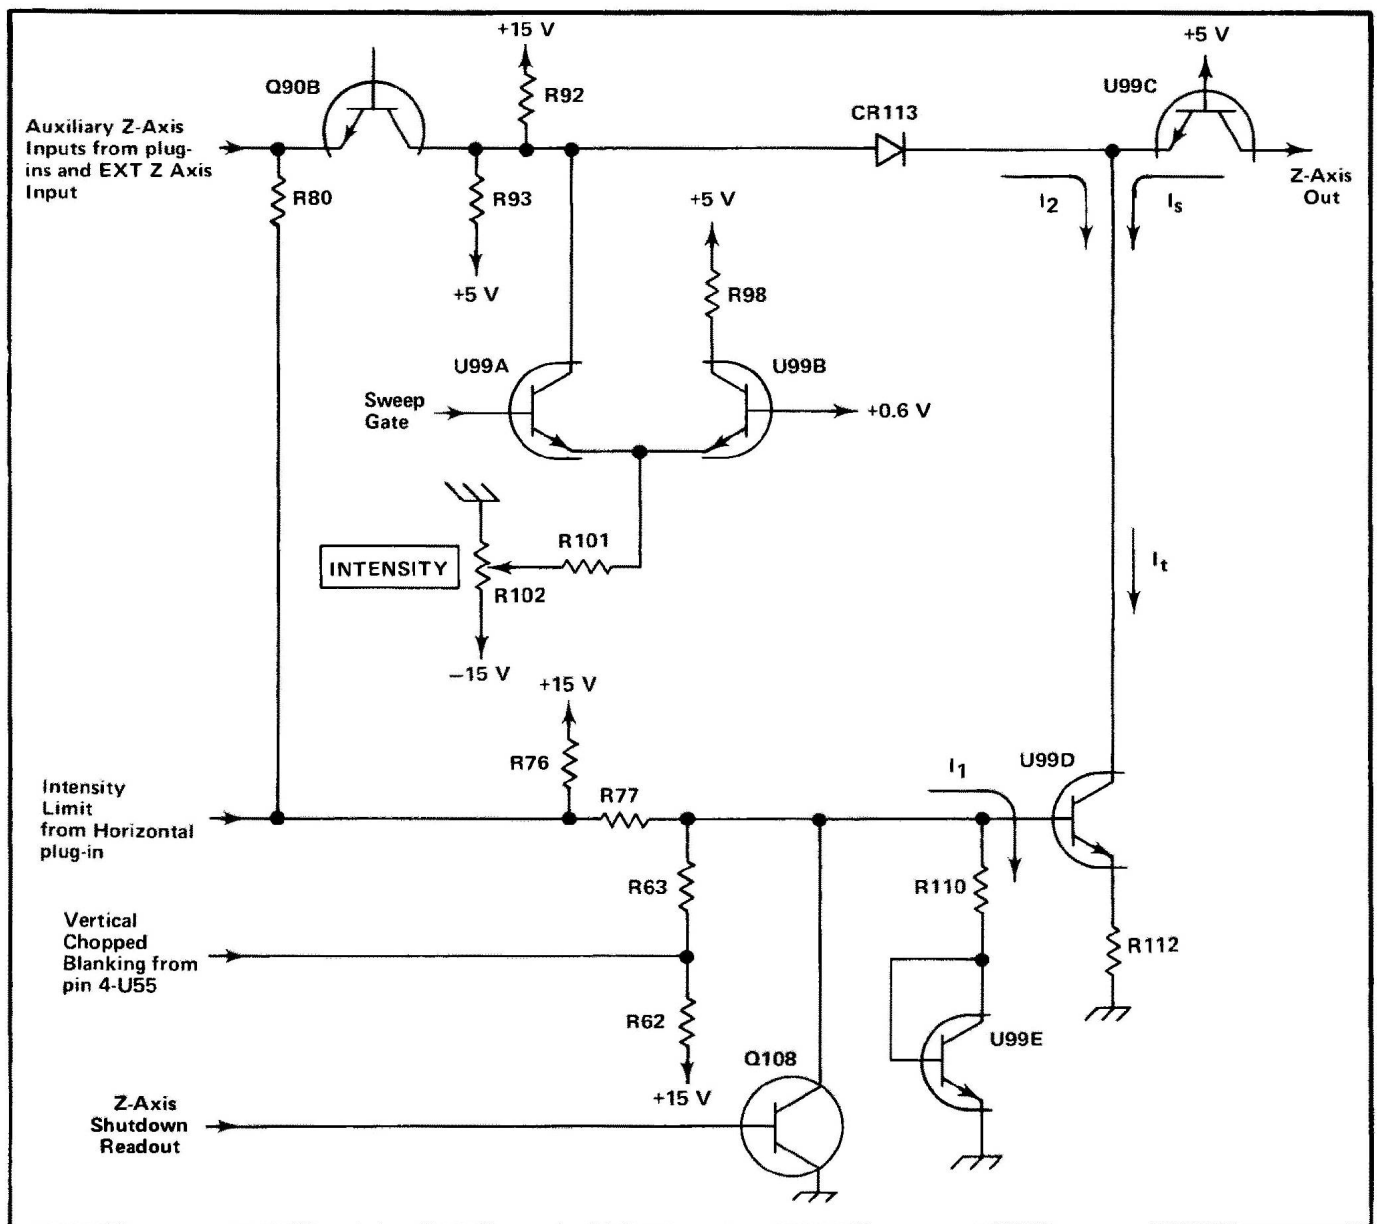 +15 V
+5 V
Q90B
R92
U99C
CR113
Auxiliary Z-Axis
Inputs from plug-
ins and EXT Z Axis
Input
R80
R93
+5 V
I2
Is
Z-Axis
Out
+5 V
R98
U99A
U99B
Sweep
Gate
+0.6 V
R101
INTENSITY
R102
It
–15 V
+15 V
R76
I1
U99D
Intensity
Limit
from Horizontal
plug-in
R77
R63
R110
Vertical
Chopped
Blanking from
pin 4-U55
R112
R62
U99E
Q108
+15 V
Z-Axis
Shutdown
Readout